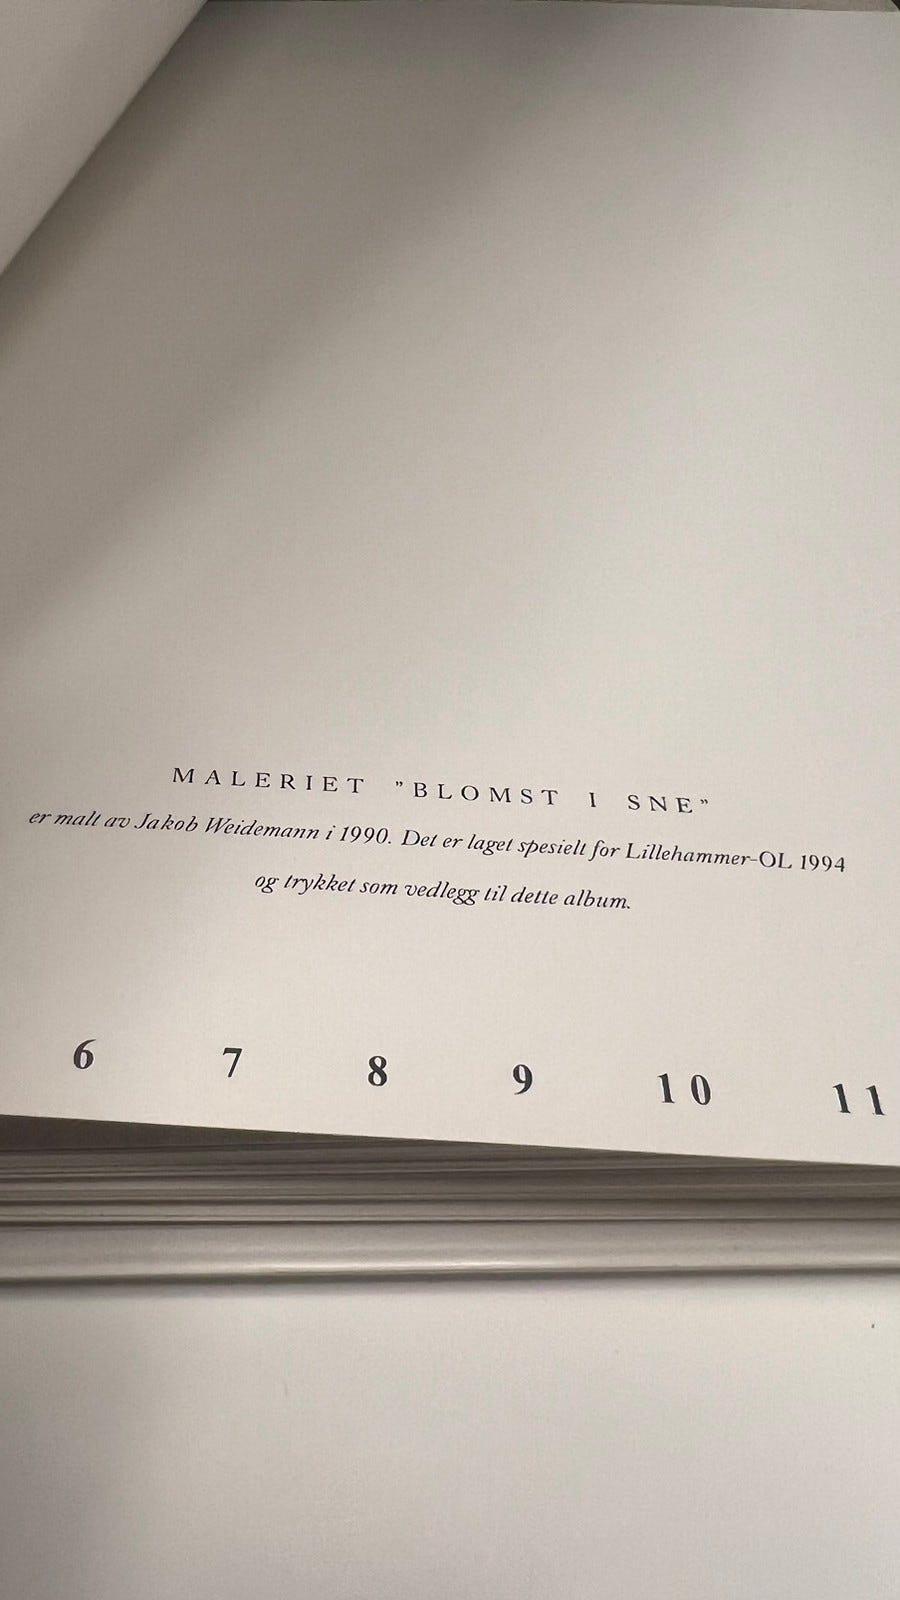 MALERIET ”BLOMST I SNE”
er malt av Jakob Weidemann i 1990. Det er laget spesielt for Lillehammer-OL 1994
og trykket som vedlegg til dette album.
6 7 8 9 10 11